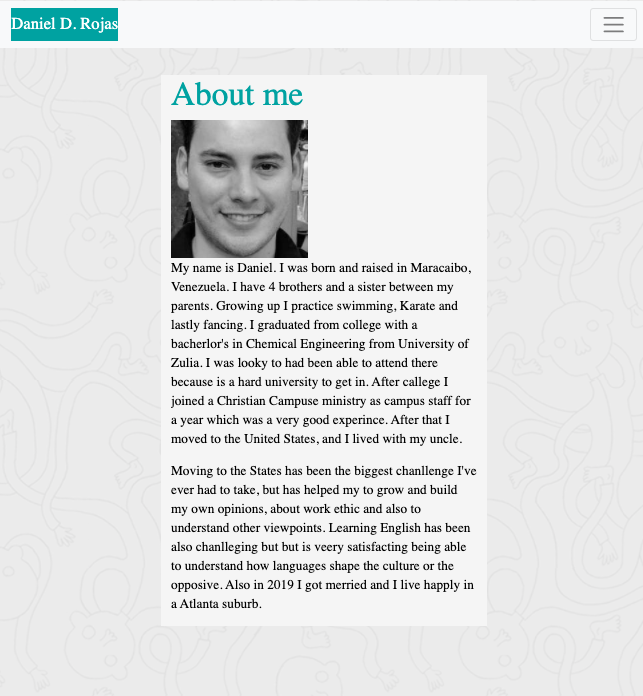 Daniel D. Rojas
About me
My name is Daniel. I was born and raised in Maracaibo,
Venezuela. I have 4 brothers and a sister between my
parents. Growing up I practice swimming, Karate and
lastly fancing. I graduated from college with a
bacherlor's in Chemical Engineering from University of
Zulia. I was looky to had been able to attend there
because is a hard university to get in. After callege I
joined a Christian Campuse ministry as campus staff for
a year which was a very good experince. After that I
moved to the United States, and I lived with my uncle.
Moving to the States has been the biggest chanllenge I've
ever had to take, but has helped my to grow and build
my own opinions, about work ethic and also to
understand other viewpoints. Learning English has been
also chanlleging but but is veery satisfacting being able
to understand how languages shape the culture or the
opposive. Also in 2019 I got merried and I live happly in
a Atlanta suburb.